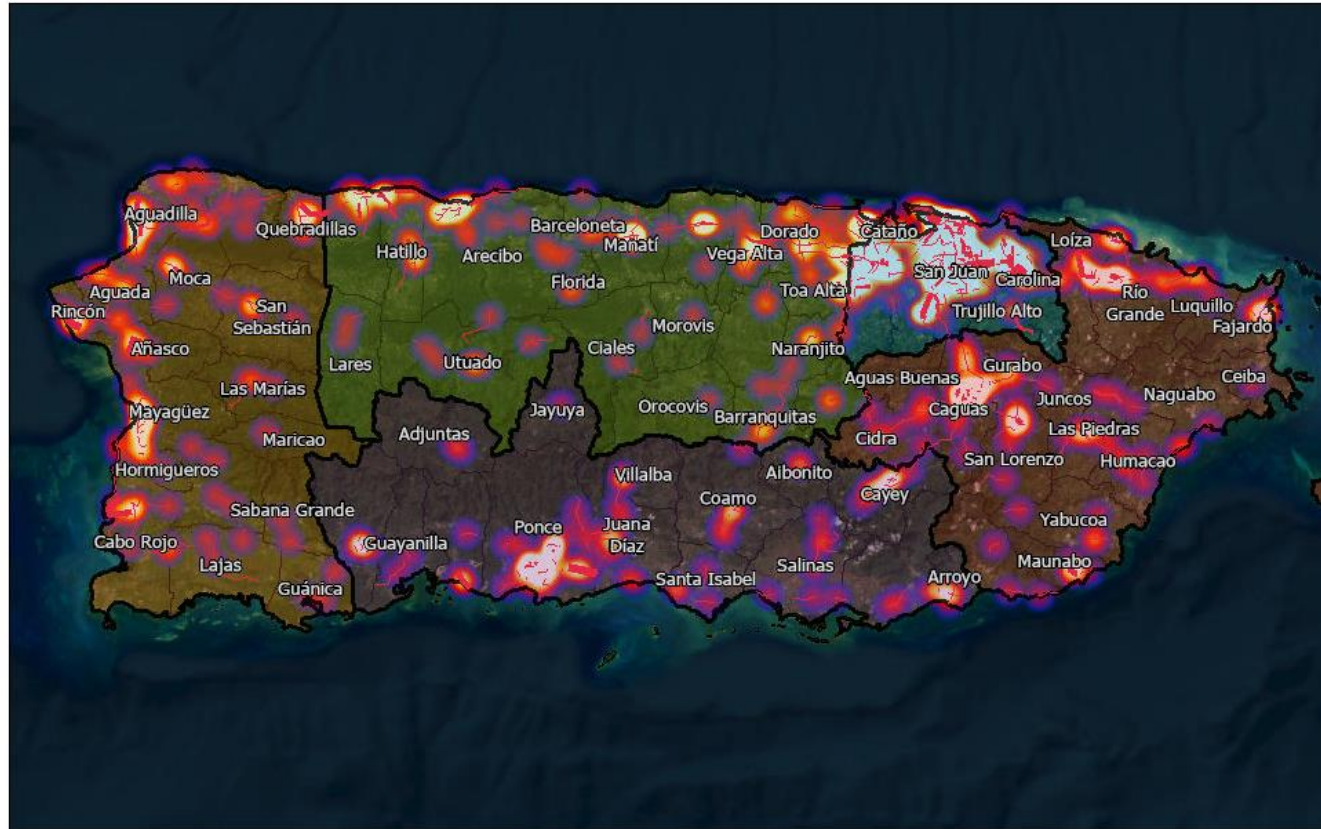 Aguadilla
Quebradillas
Hatillo
Arecibo
Barceloneta
Manatí
Vega Alta
Dorado
Cataño
Loíza
Moca
Aguada
Rincón
San
Sebastián
Añasco
Florida
Toa Alta
San Juan
Carolina
Trujillo Alto
Río
Grande
Luquillo
Fajardo
Lares
Utuado
Ciales
Morovis
Naranjito
Las Marías
Mayagüez
Maricao
Hormigueros
Jayuya
Adjuntas
Orocovis
Barranquitas
Aguas Buenas
Gurabo
Caguas
Juncos
Naguabo
Ceiba
Cidra
Las Piedras
San Lorenzo
Humacao
Sabana Grande
Cabo Rojo
Lajas
Guánica
Guayanilla
Ponce
Villalba
Juana
Díaz
Coamo
Aibonito
Cayey
Santa Isabel
Salinas
Arroyo
Yabucoa
Maunabo